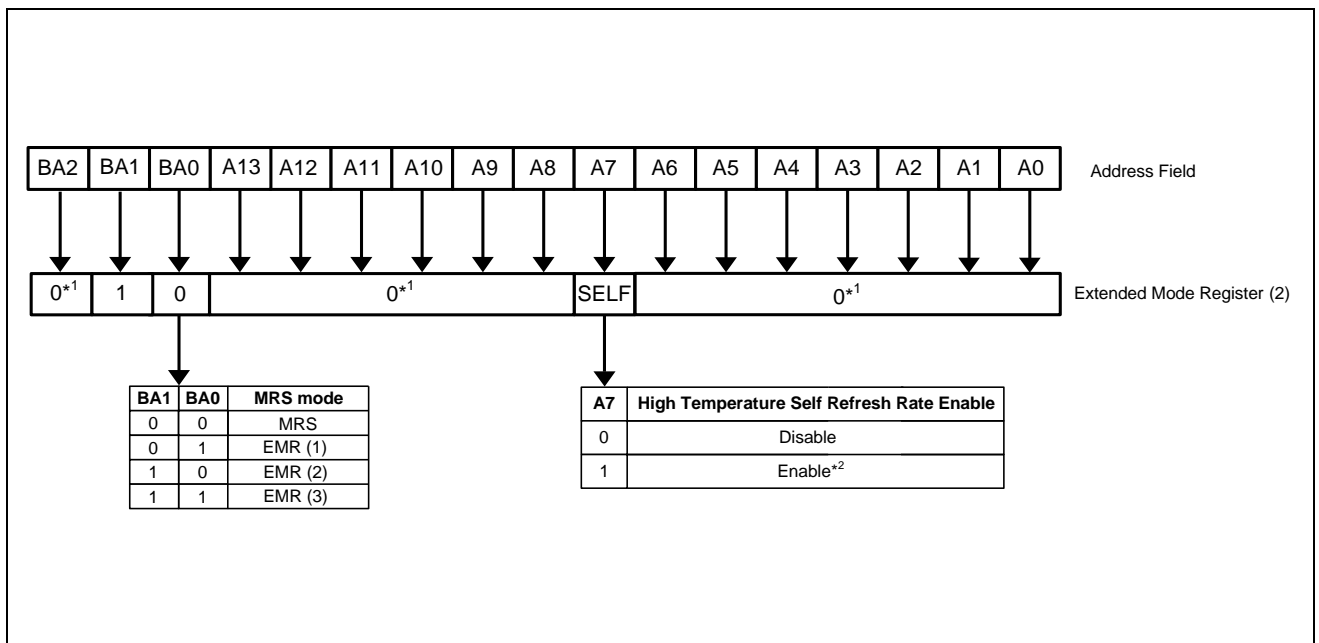 BA2 BA1 BA0 A13 A12 A11 A10 A9 A8 A7 A6 A5 A4 A3 A2 A1 A0 Address Field
0*1 1 0 0*1 SELF 0*1 Extended Mode Register (2)
BA1 BA0 MRS mode
0 0 MRS
0 1 EMR (1)
1 0 EMR (2)
1 1 EMR (3)
A7 High Temperature Self Refresh Rate Enable
0 Disable
1 Enable*2